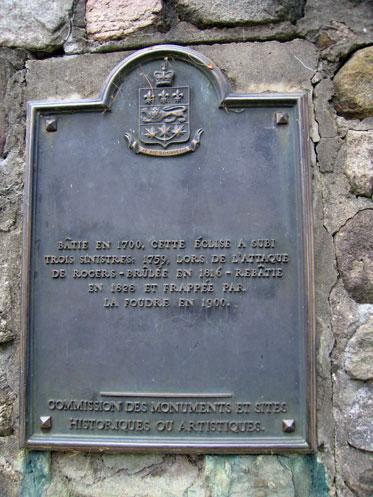 BÂTIE EN 1700, CETTE ÉGLISE A SUBI
TROIS SINISTRES: 1759, LORS DE L'ATTAQUE
DE ROGERS - BRÛLÉE EN 1816 - REBÂTIE
EN 1828 ET FRAPPÉE PAR
LA FOUDRE EN 1900.
COMMISSION DES MONUMENTS ET SITES
HISTORIQUES OU ARTISTIQUES.